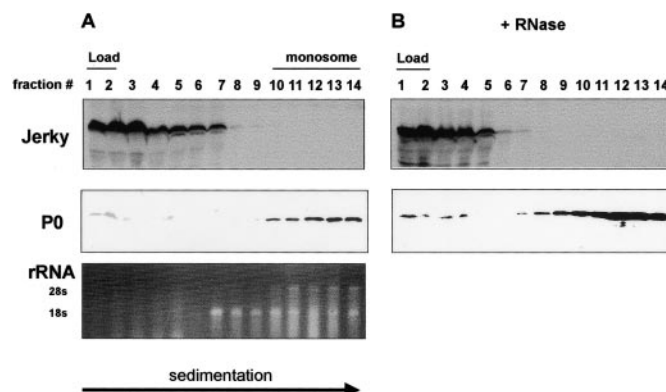 A
B
+ RNase
Load
monosome
Load
fraction #
1 2 3 4 5 6 7 8 9 10 11 12 13 14
1 2 3 4 5 6 7 8 9 10 11 12 13 14
Jerky
P0
rRNA
28s
18s
sedimentation